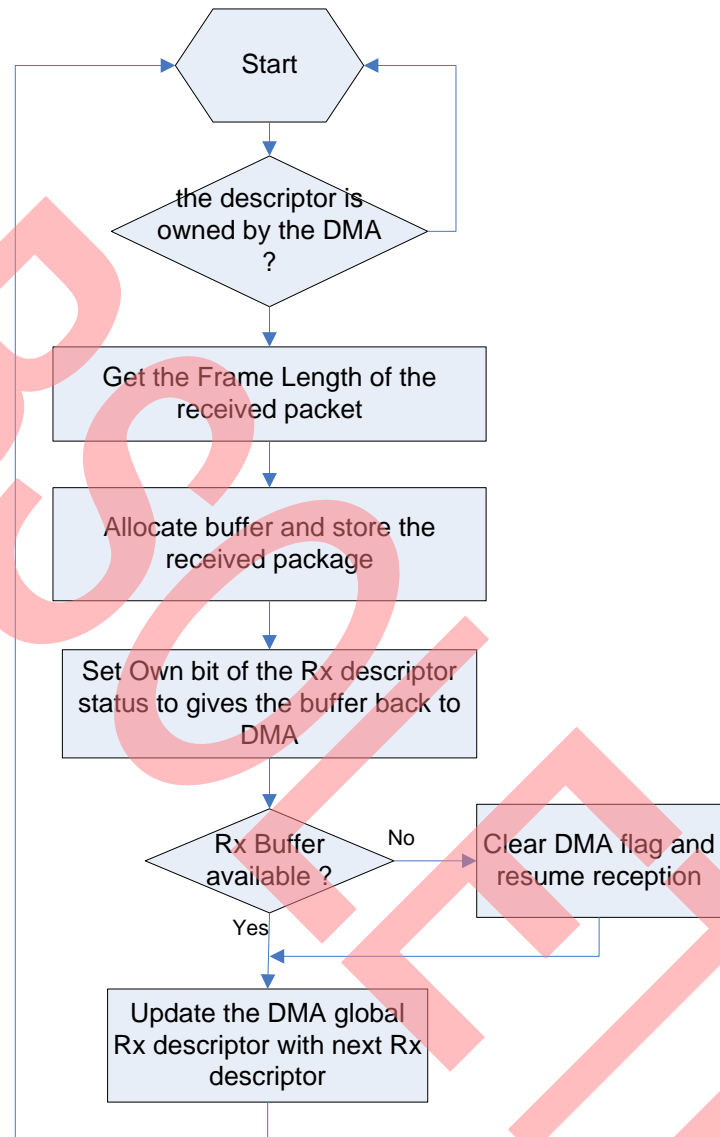 Start
the descriptor is
owned by the DMA
?
Get the Frame Length of the
received packet
Allocate buffer and store the
received package
Set Own bit of the Rx descriptor
status to gives the buffer back to
DMA
Rx Buffer
available ?
No
Clear DMA flag and
resume reception
Yes
Update the DMA global
Rx descriptor with next Rx
descriptor